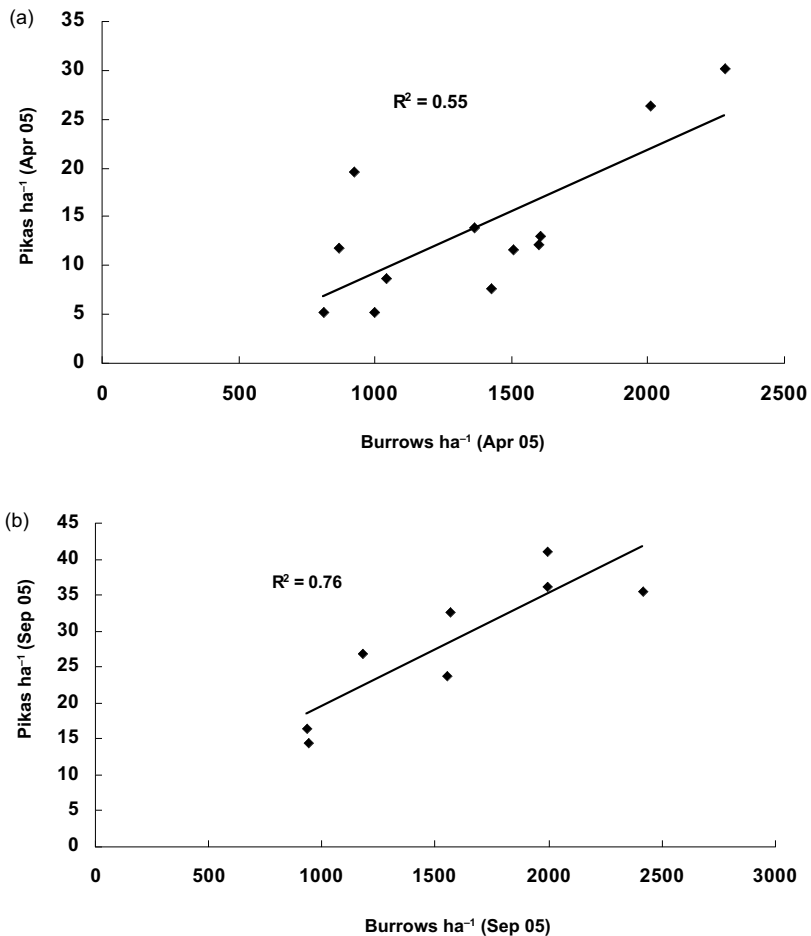 (a)
35
30
25
20
15
10
5
0
Pikas ha⁻¹ (Apr 05)
R² = 0.55
0 500 1000 1500 2000 2500
Burrows ha⁻¹ (Apr 05)
(b)
45
40
35
30
25
20
15
10
5
0
Pikas ha⁻¹ (Sep 05)
R² = 0.76
0 500 1000 1500 2000 2500 3000
Burrows ha⁻¹ (Sep 05)